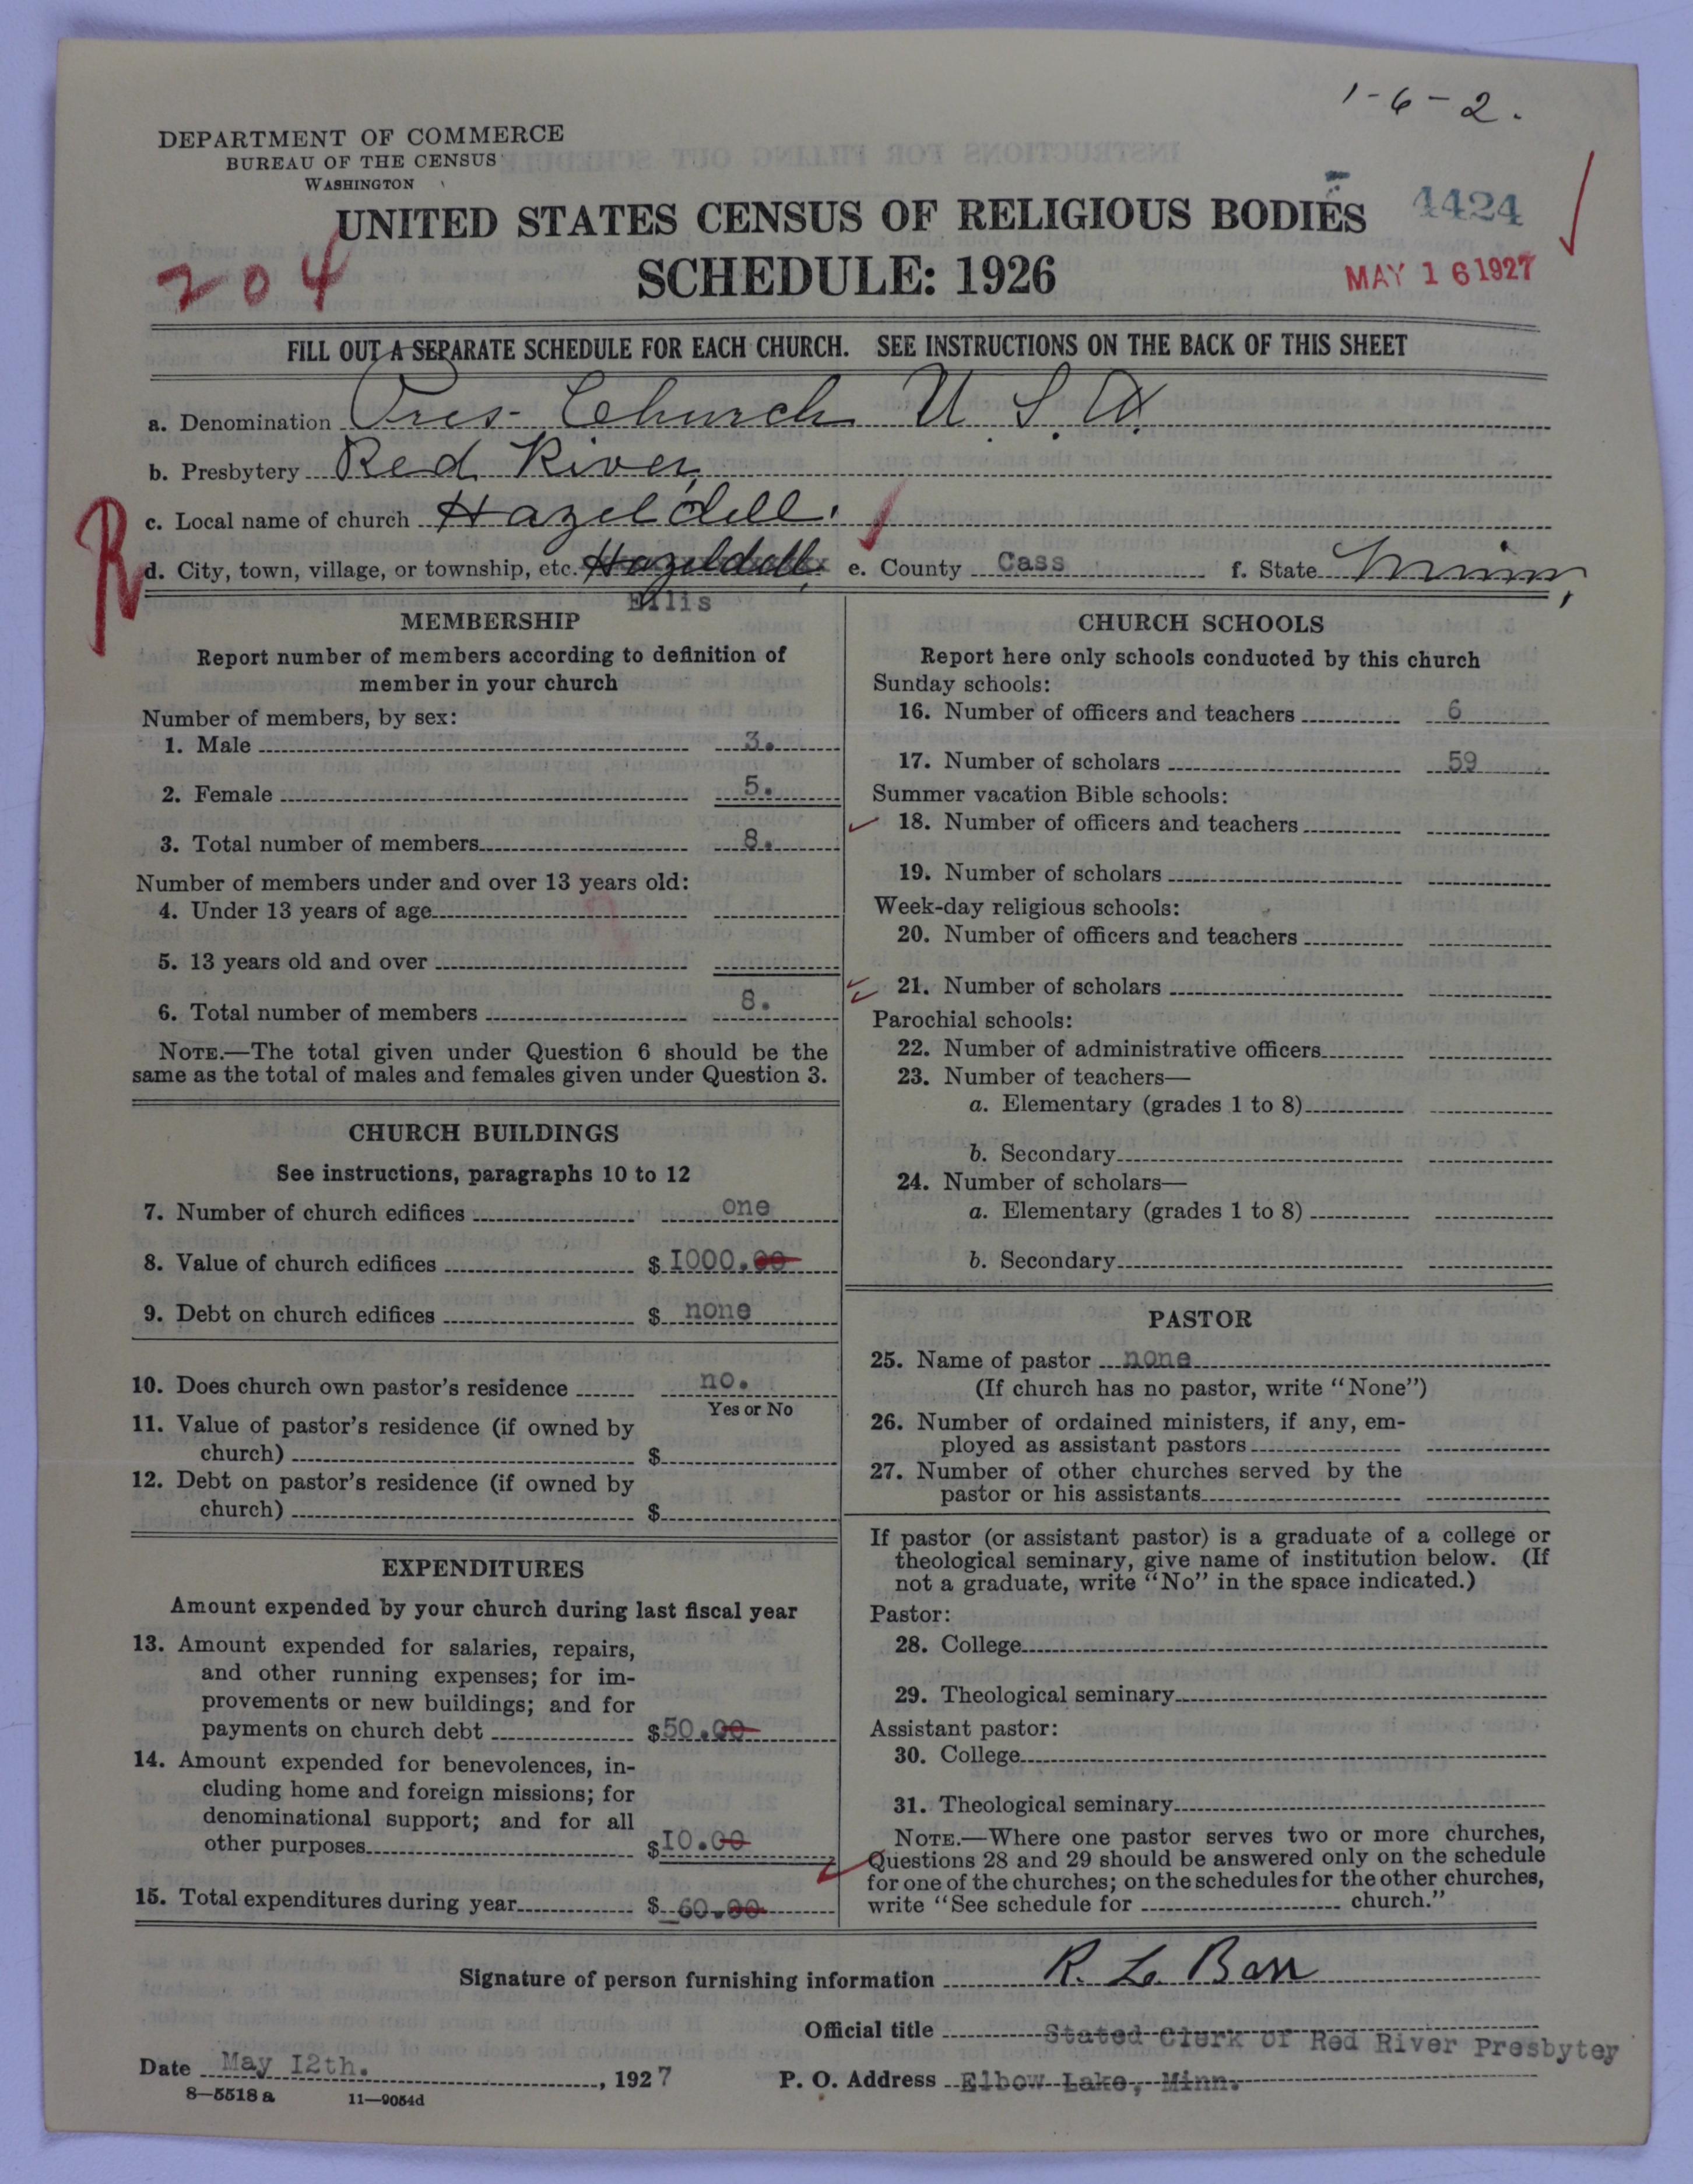 1-6-2.
DEPARTMENT OF COMMERCE
BUREAU OF THE CENSUS
WASHINGTON
UNITED STATES CENSUS OF RELIGIOUS BODIES
4424
204
SCHEDULE: 1926
MAY 16 1927
FILL OUT A SEPARATE SCHEDULE FOR EACH CHURCH. SEE INSTRUCTIONS ON THE BACK OF THIS SHEET
a. Denomination Pres- Church U.S.A.
b. Presbytery Red River,
R
c. Local name of church Hazeldell.
d. City, town, village, or township, etc. Hazeldell, e. County Cass f. State Minn,
Ellis
MEMBERSHIP
Report number of members according to definition of
member in your church
Number of members, by sex:
1. Male 3.
2. Female 5.
3. Total number of members 8.
Number of members under and over 13 years old:
4. Under 13 years of age
5. 13 years old and over
6. Total number of members 8.
NOTE.—The total given under Question 6 should be the
same as the total of males and females given under Question 3.
CHURCH BUILDINGS
See instructions, paragraphs 10 to 12
7. Number of church edifices one
8. Value of church edifices $ 1000.00
9. Debt on church edifices $ none
10. Does church own pastor's residence no.
Yes or No
11. Value of pastor's residence (if owned by
church) $
12. Debt on pastor's residence (if owned by
church) $
EXPENDITURES
Amount expended by your church during last fiscal year
13. Amount expended for salaries, repairs,
and other running expenses; for im-
provements or new buildings; and for
payments on church debt $50.00
14. Amount expended for benevolences, in-
cluding home and foreign missions; for
denominational support; and for all
other purposes $10.00
15. Total expenditures during year $ 60.00
CHURCH SCHOOLS
Report here only schools conducted by this church
Sunday schools:
16. Number of officers and teachers 6
17. Number of scholars 59
Summer vacation Bible schools:
18. Number of officers and teachers
19. Number of scholars
Week-day religious schools:
20. Number of officers and teachers
21. Number of scholars
Parochial schools:
22. Number of administrative officers
23. Number of teachers—
a. Elementary (grades 1 to 8)
b. Secondary
24. Number of scholars—
a. Elementary (grades 1 to 8)
b. Secondary
PASTOR
25. Name of pastor none
(If church has no pastor, write "None")
26. Number of ordained ministers, if any, em-
ployed as assistant pastors
27. Number of other churches served by the
pastor or his assistants
If pastor (or assistant pastor) is a graduate of a college or
theological seminary, give name of institution below. (If
not a graduate, write "No" in the space indicated.)
Pastor:
28. College
29. Theological seminary
Assistant pastor:
30. College
31. Theological seminary
NOTE.—Where one pastor serves two or more churches,
Questions 28 and 29 should be answered only on the schedule
for one of the churches; on the schedules for the other churches,
write "See schedule for church."
Signature of person furnishing information R. L. Barr
Official title Stated Clerk of Red River Presbytey
Date May 12th. , 1927 P. O. Address Elbow Lake, Minn.
8—5518 a 11—9054d